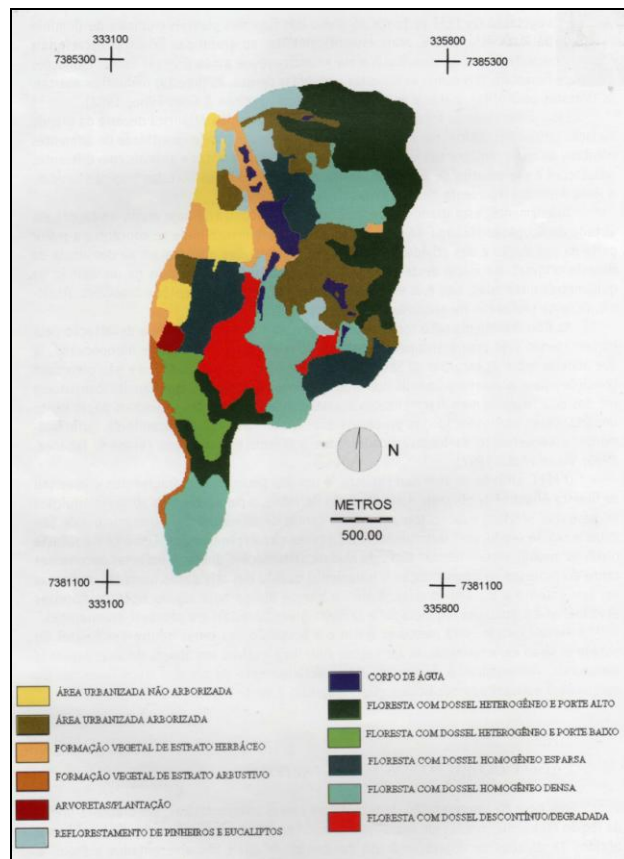 333100
7385300
335800
7385300
N
METROS
500.00
7381100
333100
7381100
335800
ÁREA URBANIZADA NÃO ARBORIZADA
ÁREA URBANIZADA ARBORIZADA
FORMAÇÃO VEGETAL DE ESTRATO HERBÁCEO
FORMAÇÃO VEGETAL DE ESTRATO ARBUSTIVO
ARVORETAS/PLANTAÇÃO
REFLORESTAMENTO DE PINHEIROS E EUCALIPTOS
CORPO DE ÁGUA
FLORESTA COM DOSSEL HETEROGÊNEO E PORTE ALTO
FLORESTA COM DOSSEL HETEROGÊNEO E PORTE BAIXO
FLORESTA COM DOSSEL HOMOGÊNEO ESPARSA
FLORESTA COM DOSSEL HOMOGÊNEO DENSA
FLORESTA COM DOSSEL DESCONTÍNUO/DEGRADADA